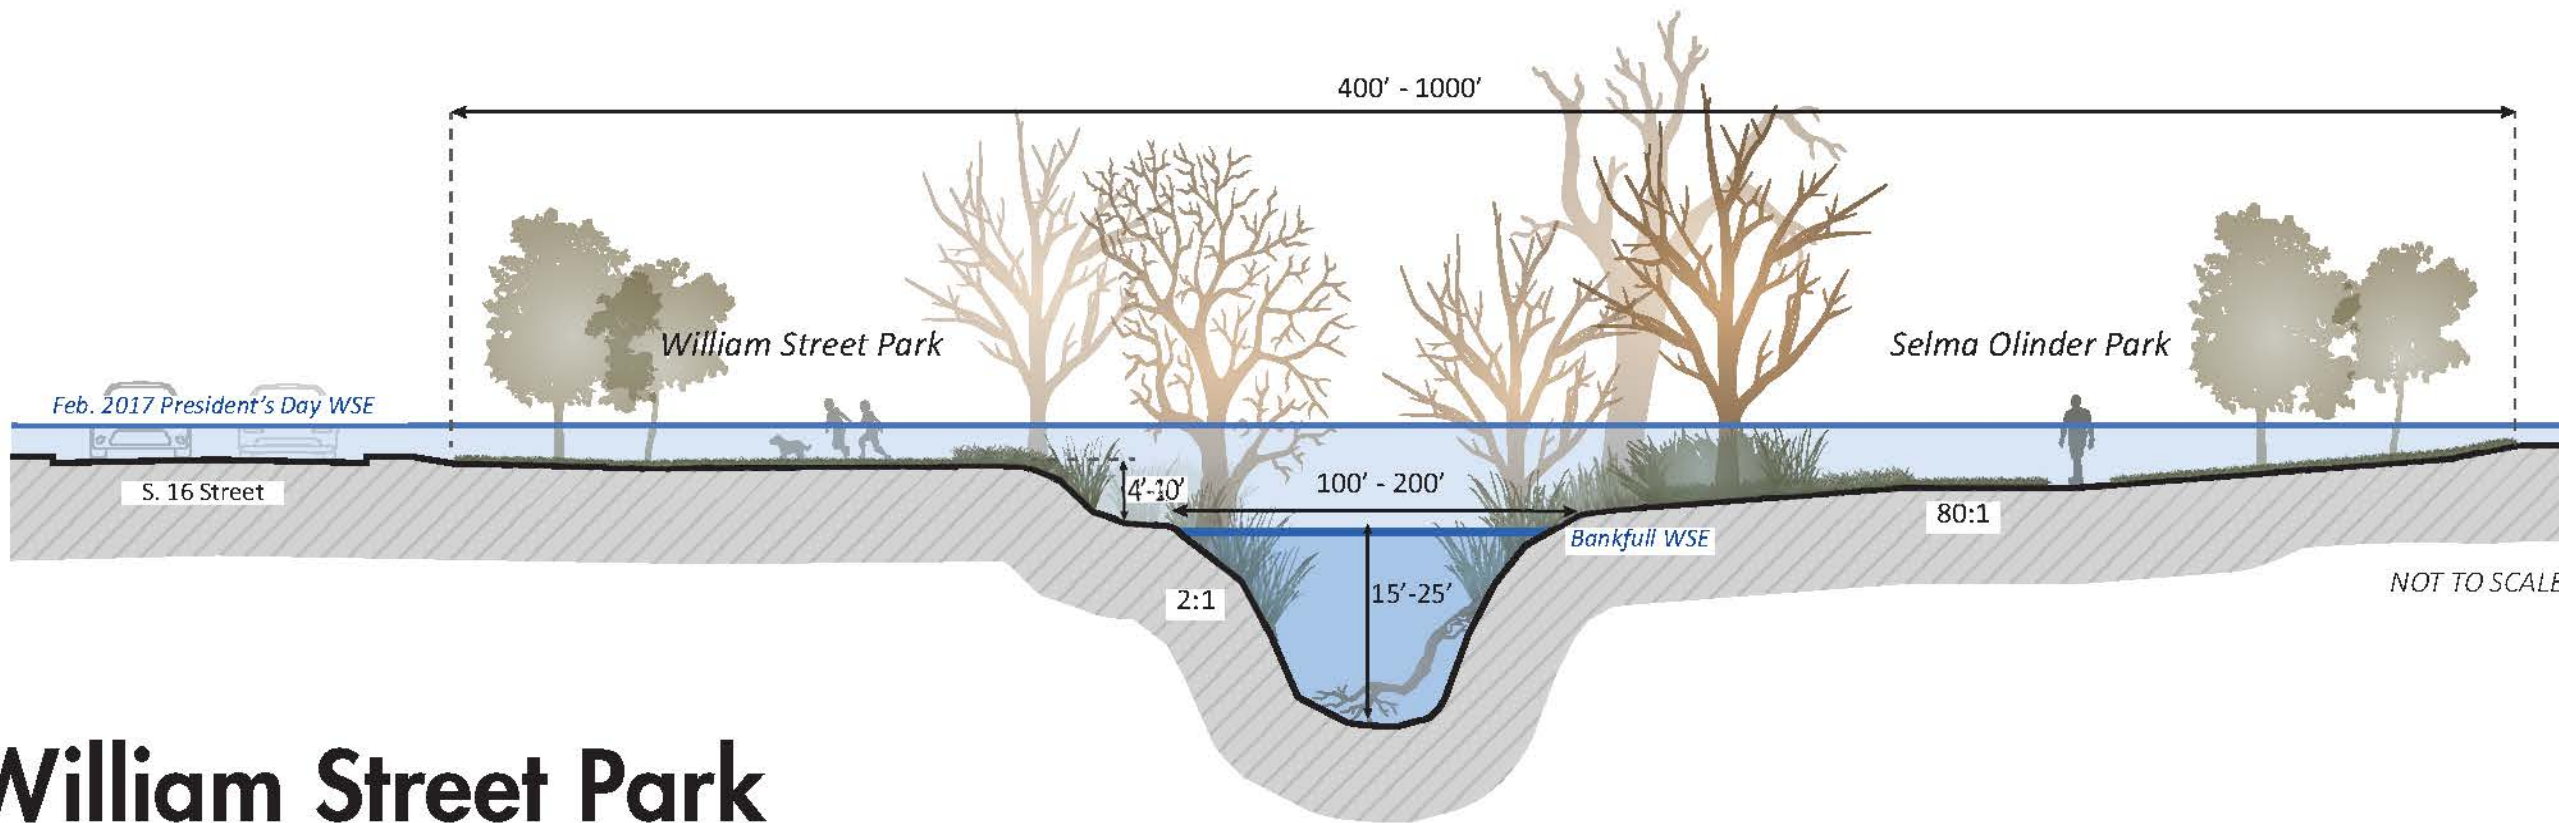 400' - 1000'
William Street Park
Selma Olinder Park
Feb. 2017 President's Day WSE
S. 16 Street
4'-10'
100' - 200'
80:1
Bankfull WSE
2:1
15'-25'
NOT TO SCALE
William Street Park